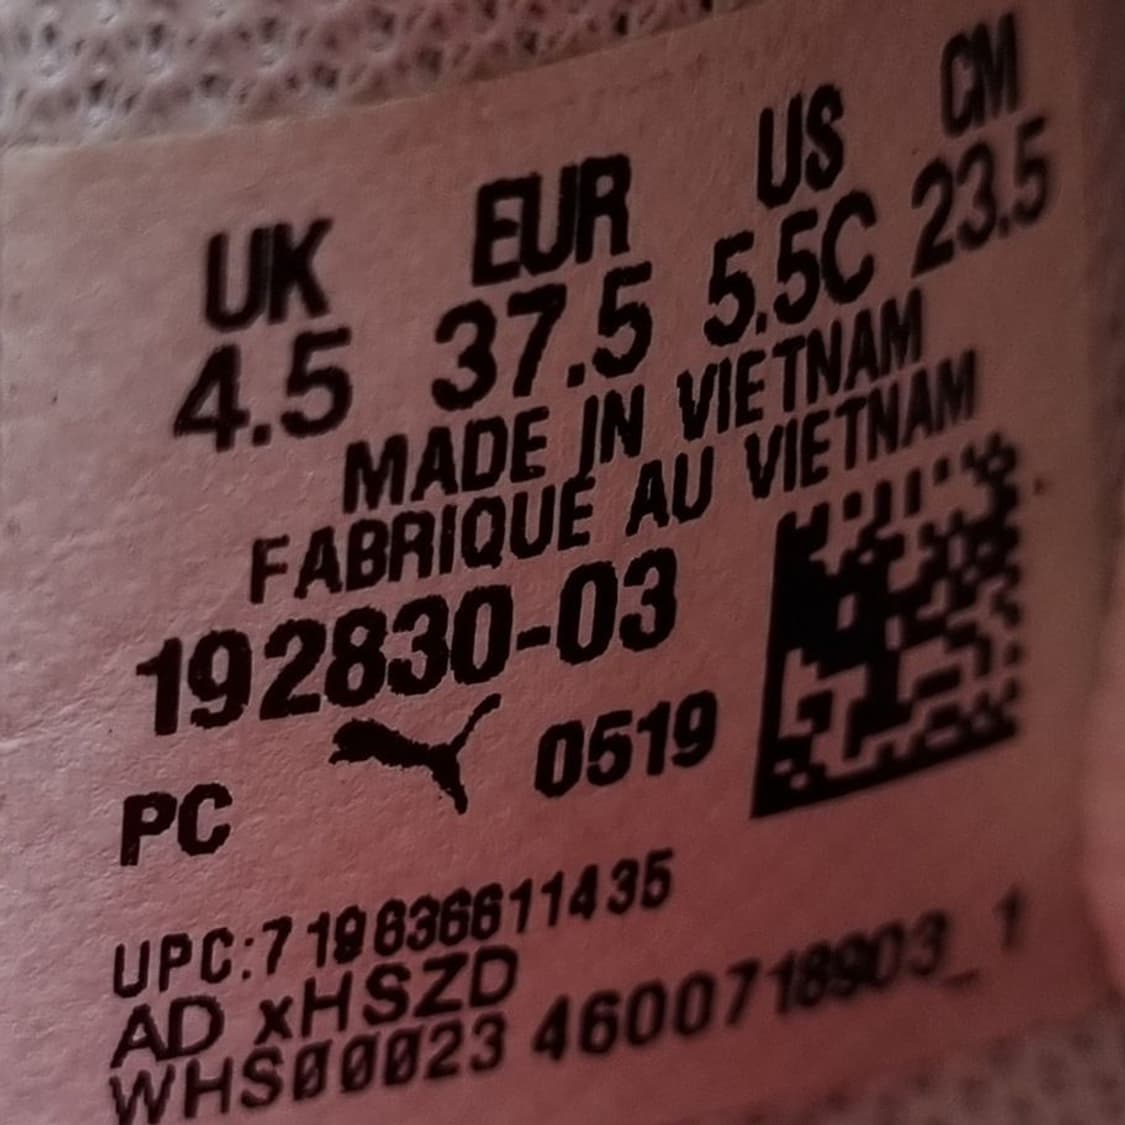 UK EUR US CM
4.5 37.5 5.5C 23.5
MADE IN VIETNAM
FABRIQUÉ AU VIETNAM
192830-03
PC 0519
UPC:719836611435
AD xHSZD
WHS00023 4600718903_1